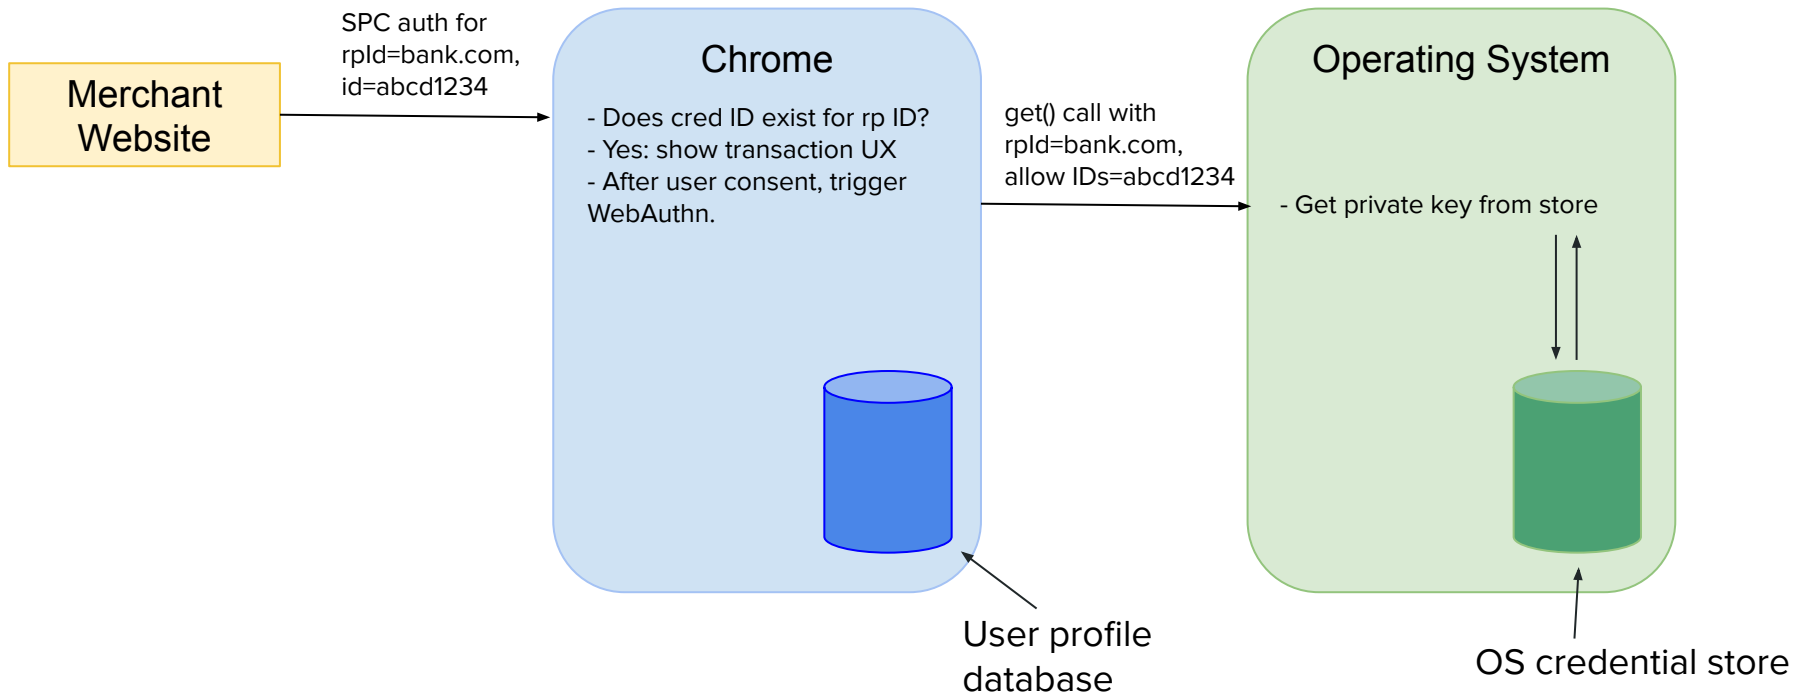 SPC auth for
rpId=bank.com,
id=abcd1234
Merchant
Website
Chrome
- Does cred ID exist for rp ID?
- Yes: show transaction UX
- After user consent, trigger
WebAuthn.
get() call with
rpId=bank.com,
allow IDs=abcd1234
Operating System
- Get private key from store
User profile
database
OS credential store